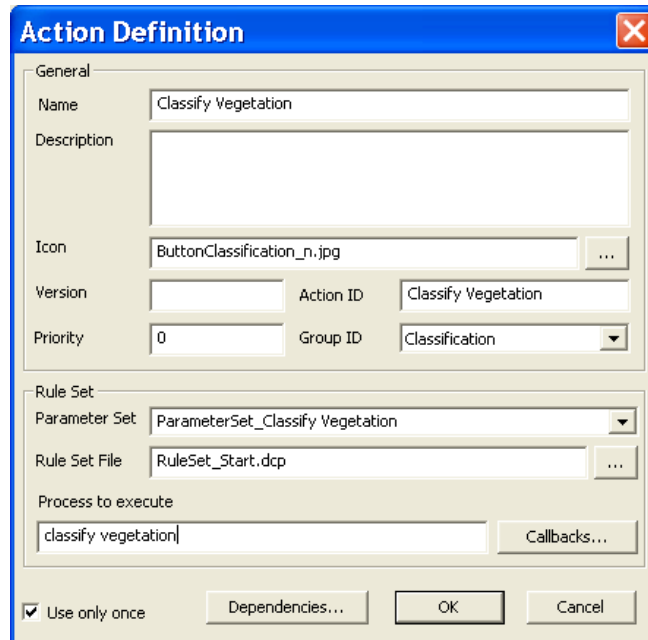 Action Definition
General
Name Classify Vegetation
Description
Icon ButtonClassification_n.jpg ...
Version Action ID Classify Vegetation
Priority 0 Group ID Classification
Rule Set
Parameter Set ParameterSet_Classify Vegetation
Rule Set File RuleSet_Start.dcp ...
Process to execute
classify vegetation Callbacks...
Use only once Dependencies... OK Cancel